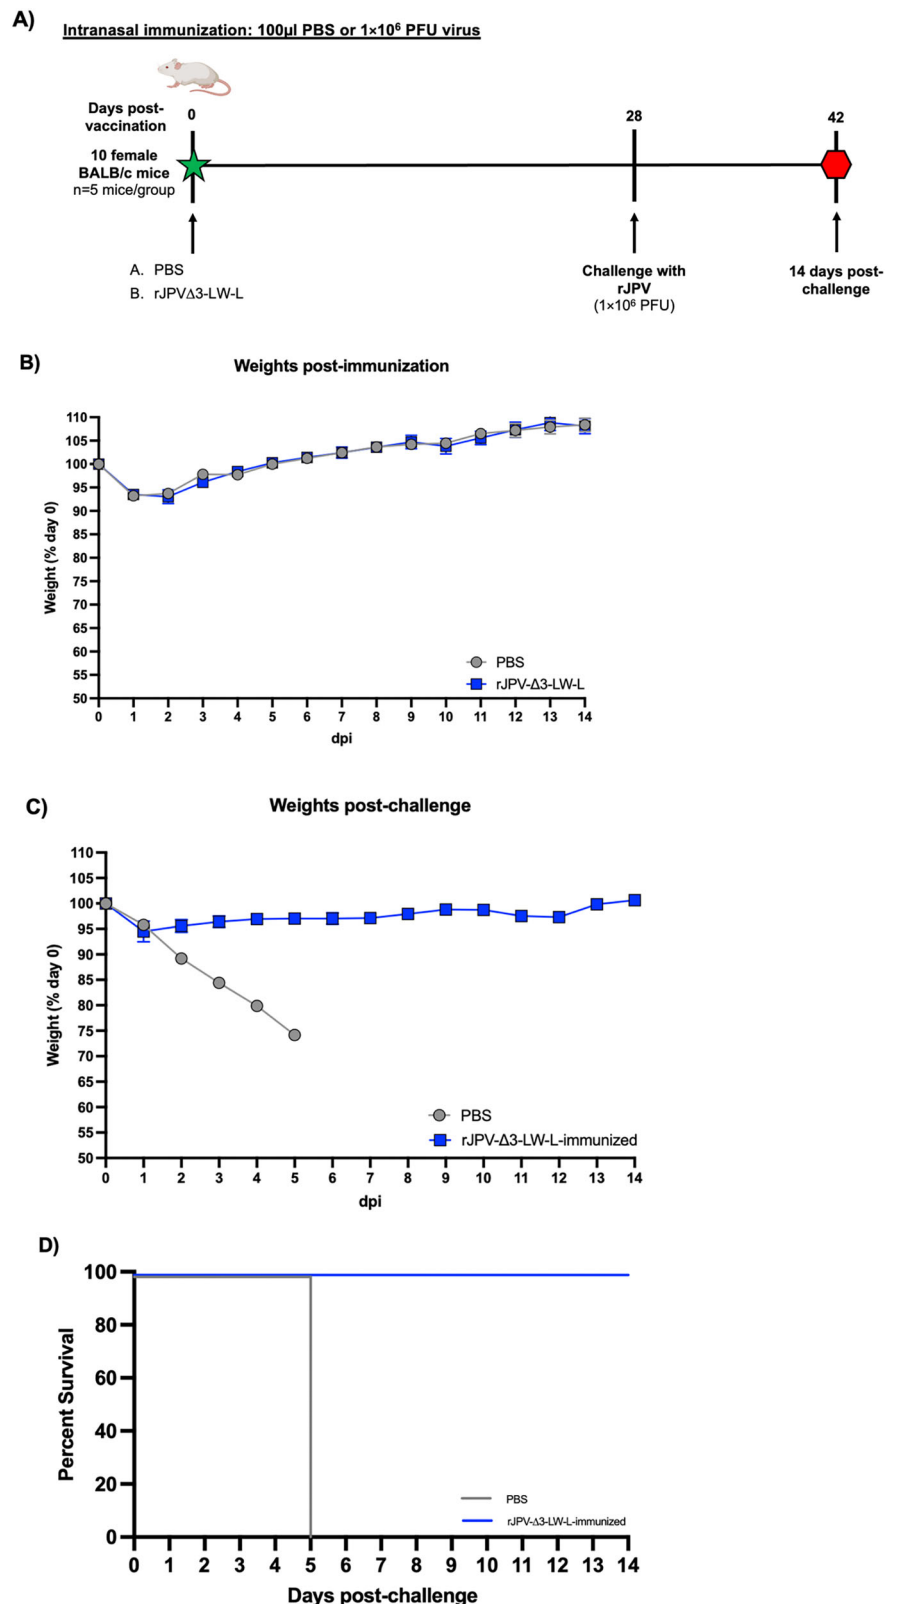 A)
Intranasal immunization: 100µl PBS or 1×10⁶ PFU virus
Days post-
vaccination
0
28
42
10 female
BALB/c mice
n=5 mice/group
A. PBS
B. rJPVΔ3-LW-L
Challenge with
rJPV
(1×10⁶ PFU)
14 days post-
challenge
B)
Weights post-immunization
Weight (% day 0)
110
105
100
95
90
85
80
75
70
65
60
55
50
PBS
rJPV-Δ3-LW-L
0 1 2 3 4 5 6 7 8 9 10 11 12 13 14
dpi
C)
Weights post-challenge
Weight (% day 0)
110
105
100
95
90
85
80
75
70
65
60
55
50
PBS
rJPV-Δ3-LW-L-immunized
0 1 2 3 4 5 6 7 8 9 10 11 12 13 14
dpi
D)
Percent Survival
100
80
60
40
20
0
PBS
rJPV-Δ3-LW-L-immunized
0 1 2 3 4 5 6 7 8 9 10 11 12 13 14
Days post-challenge